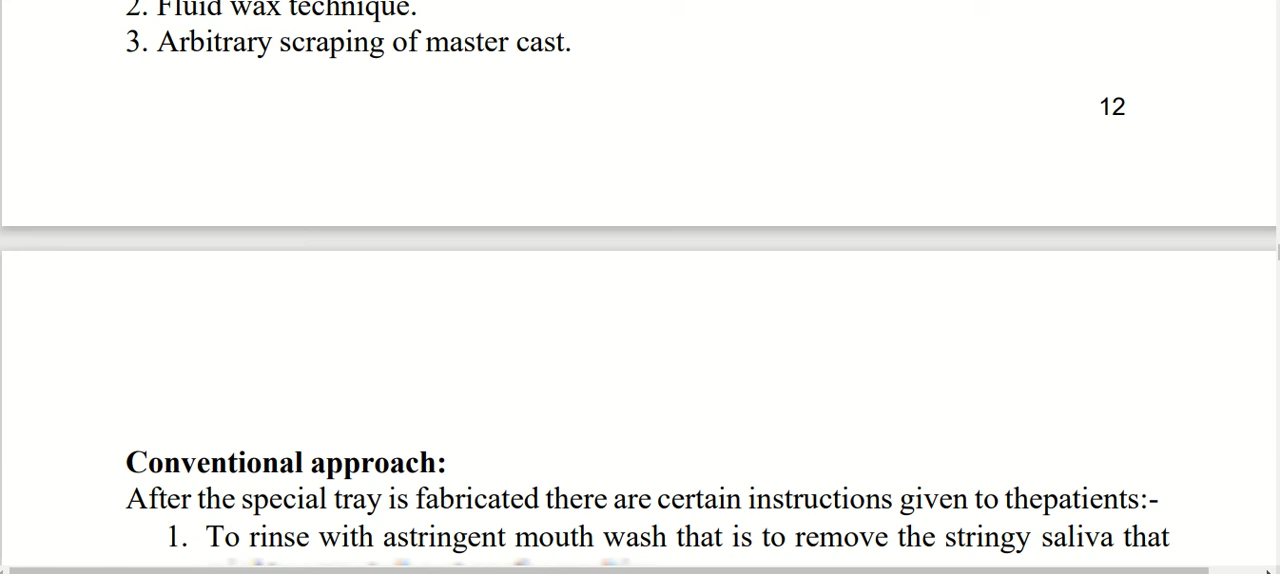 2. Fluid wax technique.
3. Arbitrary scraping of master cast.
12
Conventional approach:
After the special tray is fabricated there are certain instructions given to thepatients:-
1. To rinse with astringent mouth wash that is to remove the stringy saliva that